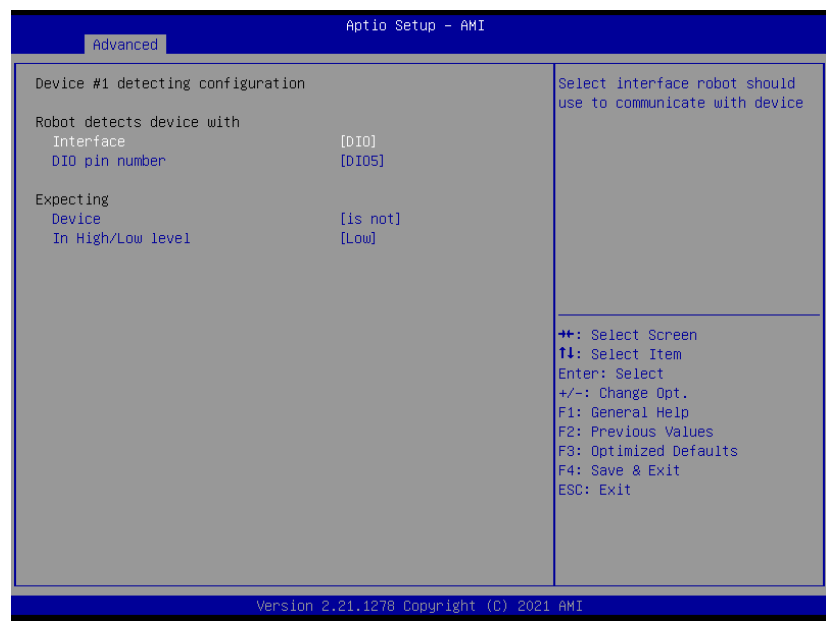 Aptio Setup – AMI
Advanced
Device #1 detecting configuration
Robot detects device with
Interface [DIO]
DIO pin number [DIO5]
Expecting
Device [is not]
In High/Low level [Low]
Select interface robot should
use to communicate with device
→←: Select Screen
↑↓: Select Item
Enter: Select
+/-: Change Opt.
F1: General Help
F2: Previous Values
F3: Optimized Defaults
F4: Save & Exit
ESC: Exit
Version 2.21.1278 Copyright (C) 2021 AMI